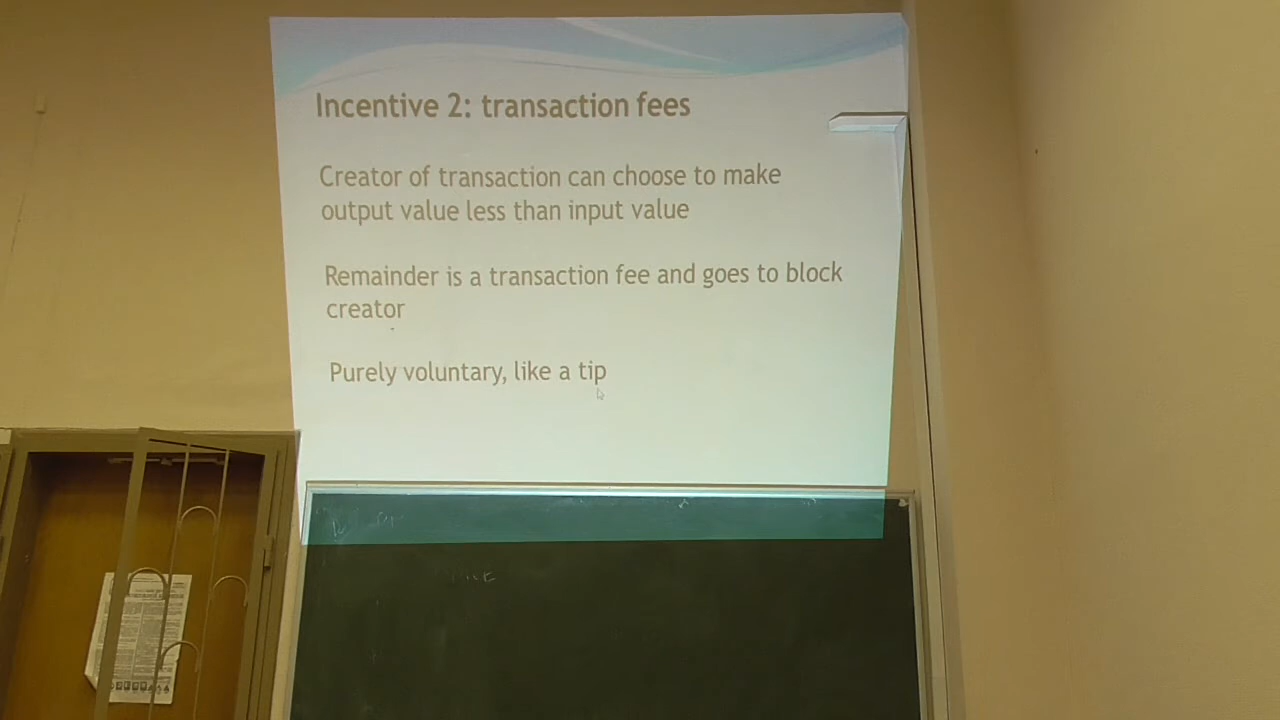 Incentive 2: transaction fees
Creator of transaction can choose to make
output value less than input value
Remainder is a transaction fee and goes to block
creator
Purely voluntary, like a tip